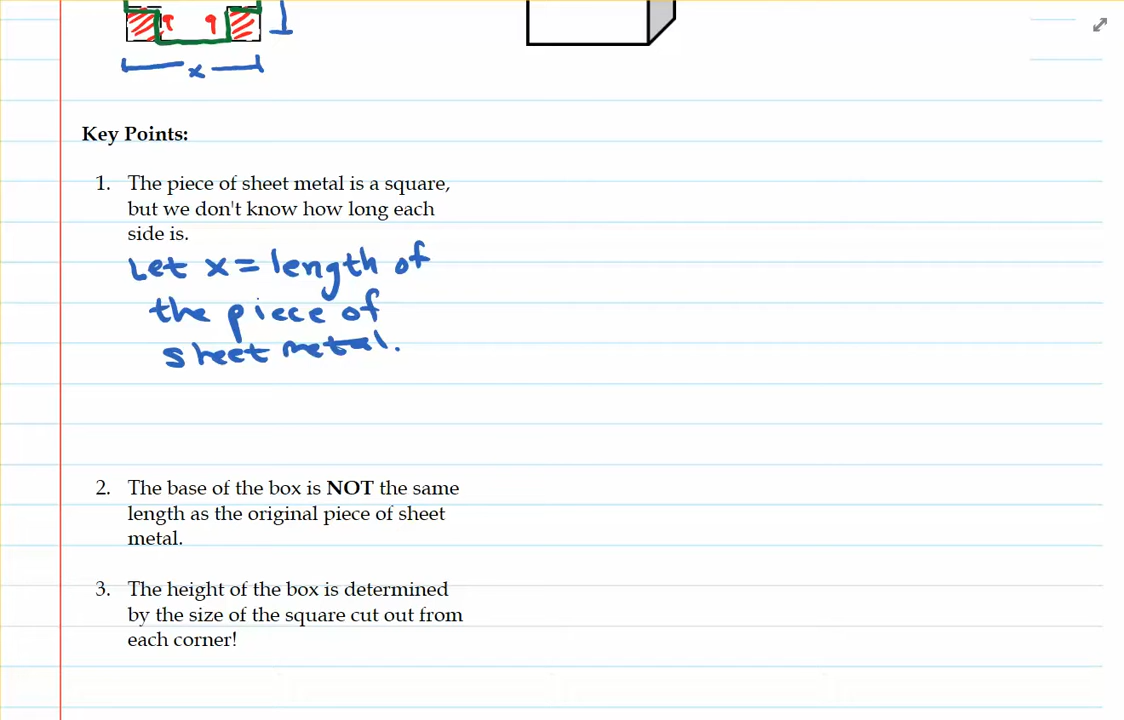 9 9
x
Key Points:
1. The piece of sheet metal is a square,
but we don't know how long each
side is.
Let x = length of
the piece of
sheet metal.
2. The base of the box is NOT the same
length as the original piece of sheet
metal.
3. The height of the box is determined
by the size of the square cut out from
each corner!